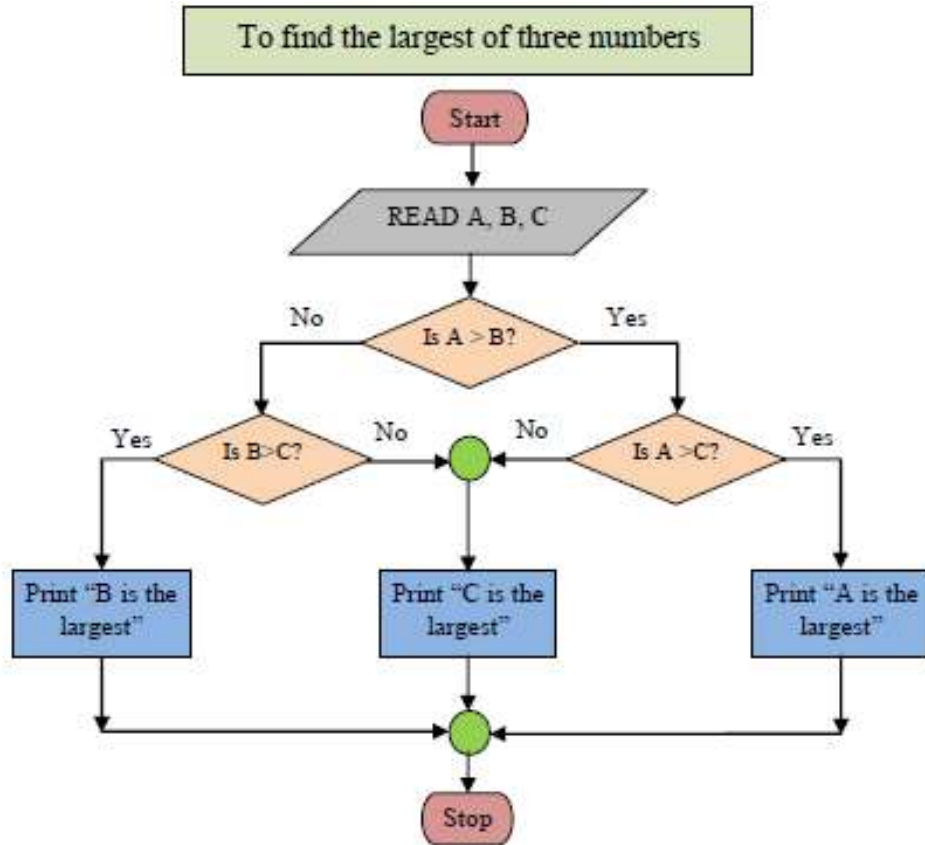 To find the largest of three numbers
Start
READ A, B, C
No
Is A > B?
Yes
Yes
Is B>C?
No
No
Is A >C?
Yes
Print “B is the
largest”
Print “C is the
largest”
Print “A is the
largest”
Stop